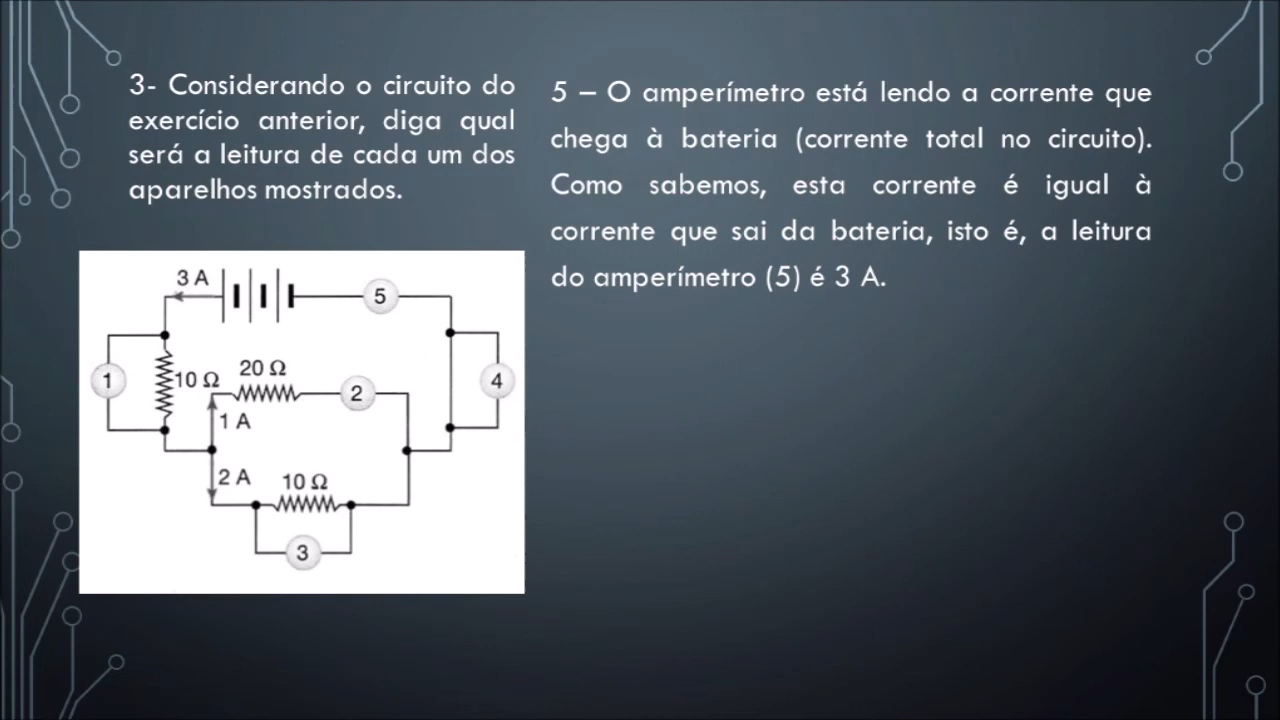 3- Considerando o circuito do
exercício anterior, diga qual
será a leitura de cada um dos
aparelhos mostrados.
5 – O amperímetro está lendo a corrente que
chega à bateria (corrente total no circuito).
Como sabemos, esta corrente é igual à
corrente que sai da bateria, isto é, a leitura
do amperímetro (5) é 3 A.
3 A
5
1
10 Ω
20 Ω
2
4
1 A
2 A
10 Ω
3